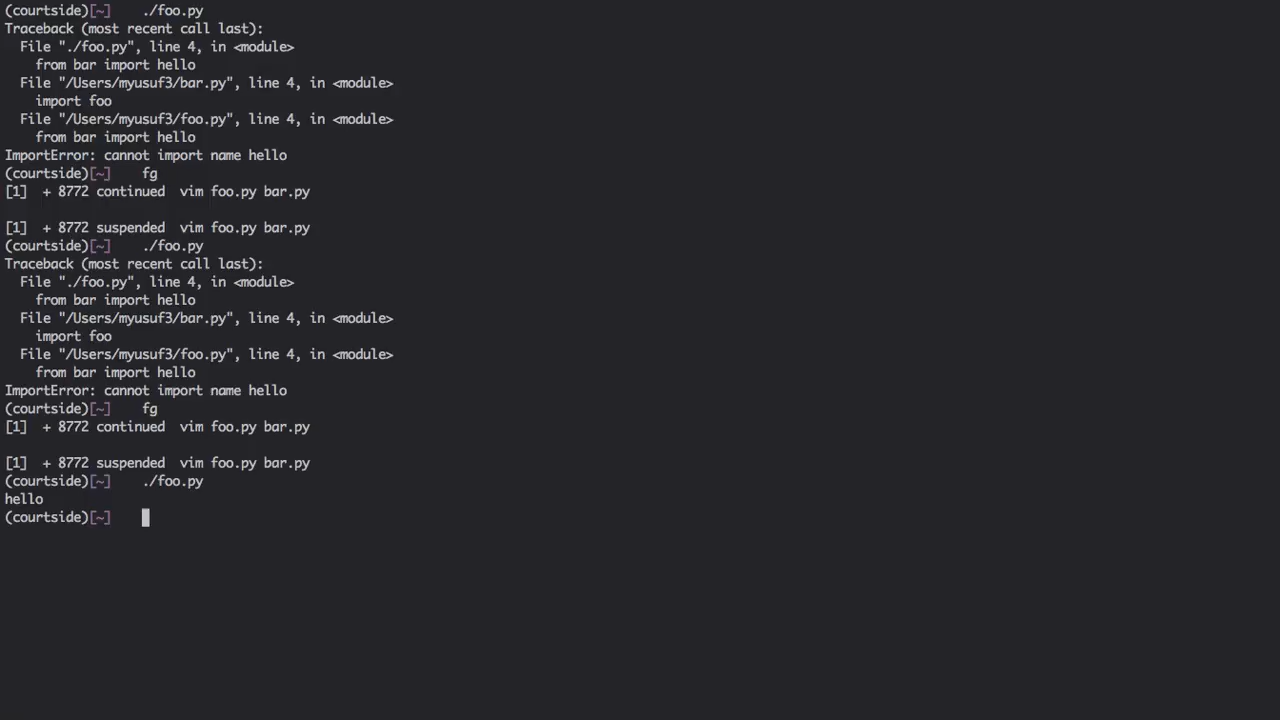 (courtside)[~]    ./foo.py
Traceback (most recent call last):
  File "./foo.py", line 4, in <module>
    from bar import hello
  File "/Users/myusuf3/bar.py", line 4, in <module>
    import foo
  File "/Users/myusuf3/foo.py", line 4, in <module>
    from bar import hello
ImportError: cannot import name hello
(courtside)[~]    fg
[1]  + 8772 continued  vim foo.py bar.py
[1]  + 8772 suspended  vim foo.py bar.py
(courtside)[~]    ./foo.py
Traceback (most recent call last):
  File "./foo.py", line 4, in <module>
    from bar import hello
  File "/Users/myusuf3/bar.py", line 4, in <module>
    import foo
  File "/Users/myusuf3/foo.py", line 4, in <module>
    from bar import hello
ImportError: cannot import name hello
(courtside)[~]    fg
[1]  + 8772 continued  vim foo.py bar.py
[1]  + 8772 suspended  vim foo.py bar.py
(courtside)[~]    ./foo.py
hello
(courtside)[~]